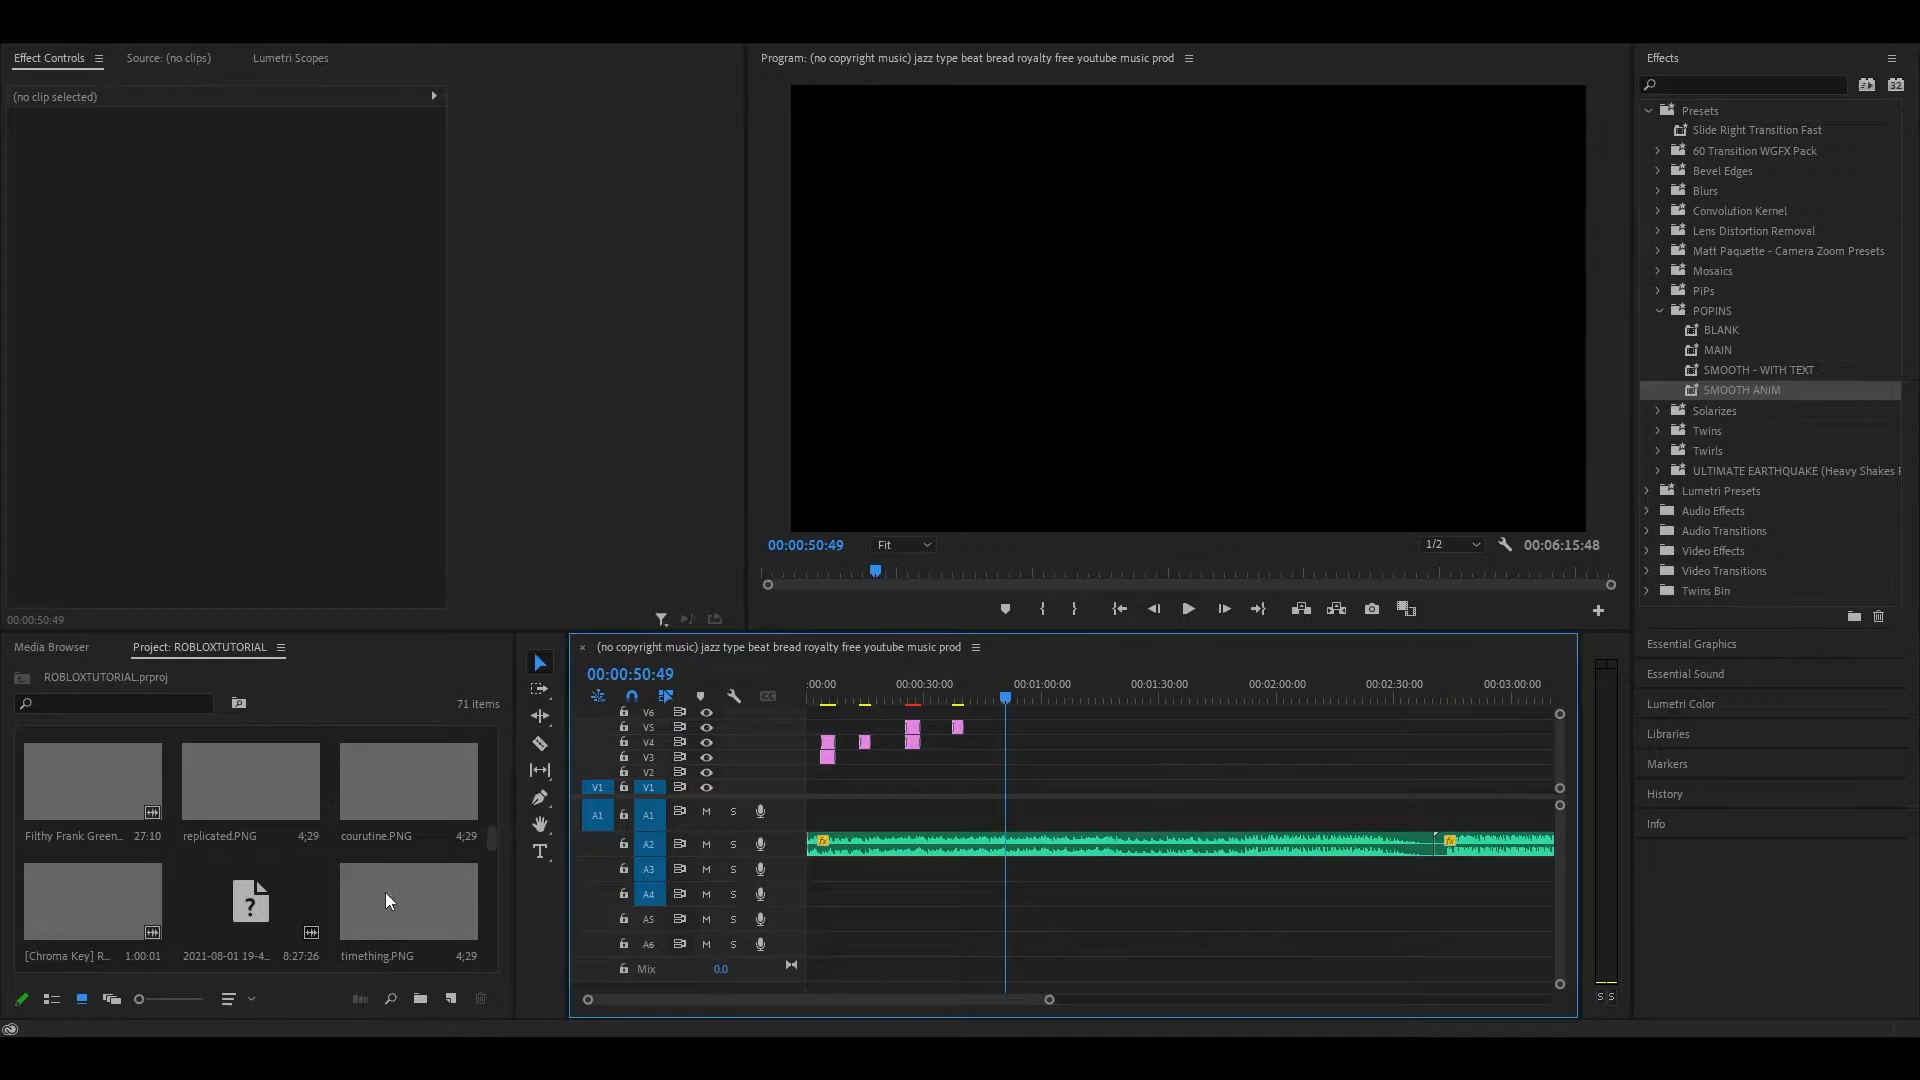 Effect Controls
Source: (no clips)
Lumetri Scopes
(no clip selected)
00:00:50:49
Program: (no copyright music) jazz type beat bread royalty free youtube music prod
00:00:50:49
Fit
1/2
00:06:15:48
Effects
32
Presets
Slide Right Transition Fast
60 Transition WGFX Pack
Bevel Edges
Blurs
Convolution Kernel
Lens Distortion Removal
Matt Paquette - Camera Zoom Presets
Mosaics
PiPs
POPINS
BLANK
MAIN
SMOOTH - WITH TEXT
SMOOTH ANIM
Solarizes
Twins
Twirls
ULTIMATE EARTHQUAKE (Heavy Shakes
Lumetri Presets
Audio Effects
Audio Transitions
Video Effects
Video Transitions
Twins Bin
Essential Graphics
Essential Sound
Lumetri Color
Libraries
Markers
History
Info
Media Browser
Project: ROBLOXTUTORIAL
ROBLOXTUTORIAL.prproj
71 items
Filthy Frank Green... 27:10
replicated.PNG 4;29
courutine.PNG 4;29
[Chroma Key] R... 1:00:01
2021-08-01 19-4... 8:27:26
timething.PNG 4;29
(no copyright music) jazz type beat bread royalty free youtube music prod
00:00:50:49
:00:00
00:00:30:00
00:01:00:00
00:01:30:00
00:02:00:00
00:02:30:00
00:03:00:00
V6
V5
V4
V3
V2
V1 V1
A1 A1 M S
fx
fx
A2 M S
A3 M S
A4 M S
A5 M S
A6 M S
Mix 0.0
S S